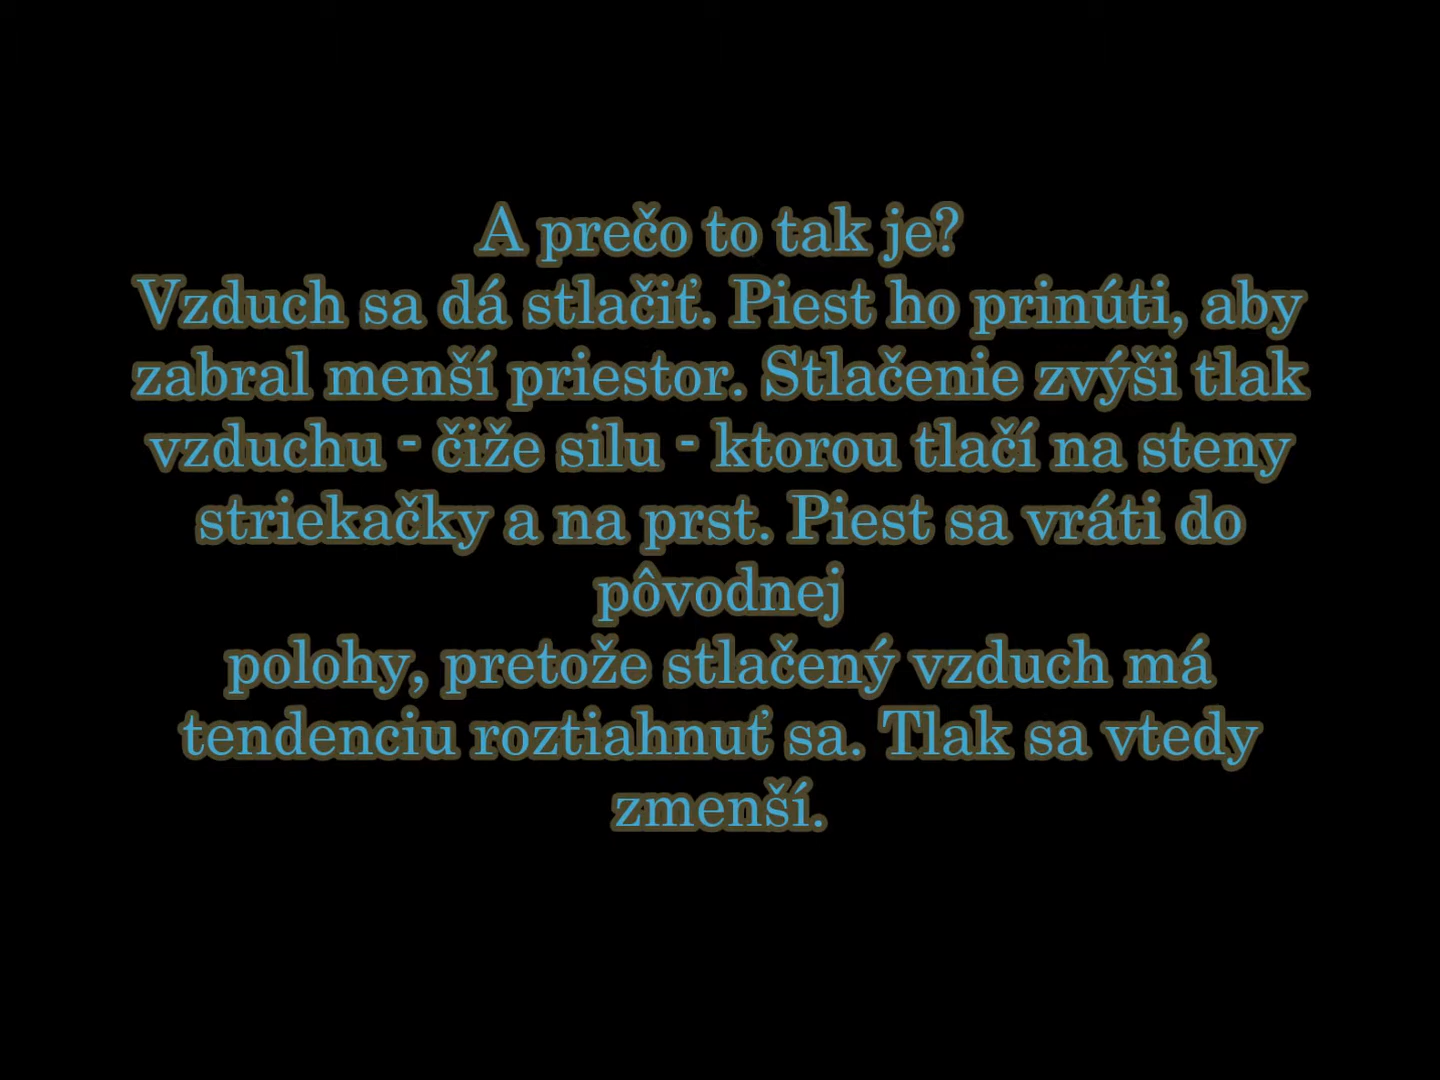 A prečo to tak je?
Vzduch sa dá stlačiť. Piest ho prinúti, aby
zabral menší priestor. Stlačenie zvýši tlak
vzduchu - čiže silu - ktorou tlačí na steny
striekačky a na prst. Piest sa vráti do
pôvodnej
polohy, pretože stlačený vzduch má
tendenciu roztiahnuť sa. Tlak sa vtedy
zmenší.